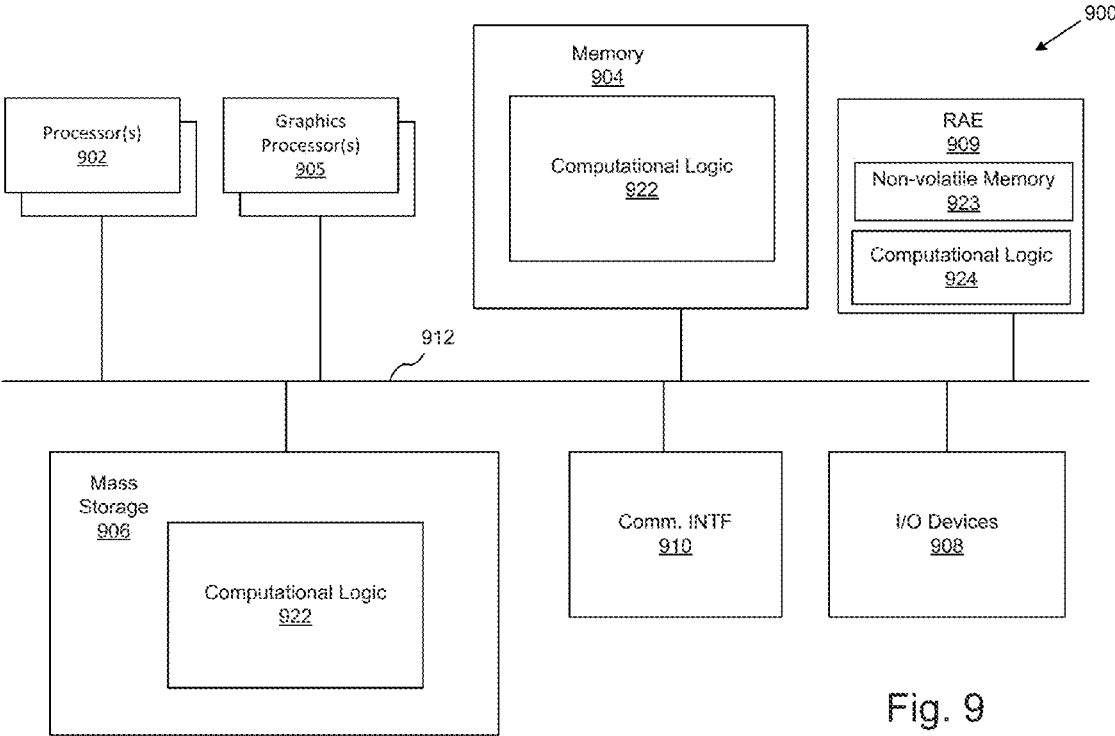 900
Memory
904
Computational Logic
922
Processor(s)
902
Graphics
Processor(s)
905
RAE
909
Non-volatile Memory
923
Computational Logic
924
912
Mass
Storage
906
Computational Logic
922
Comm. INTF
910
I/O Devices
908
Fig. 9